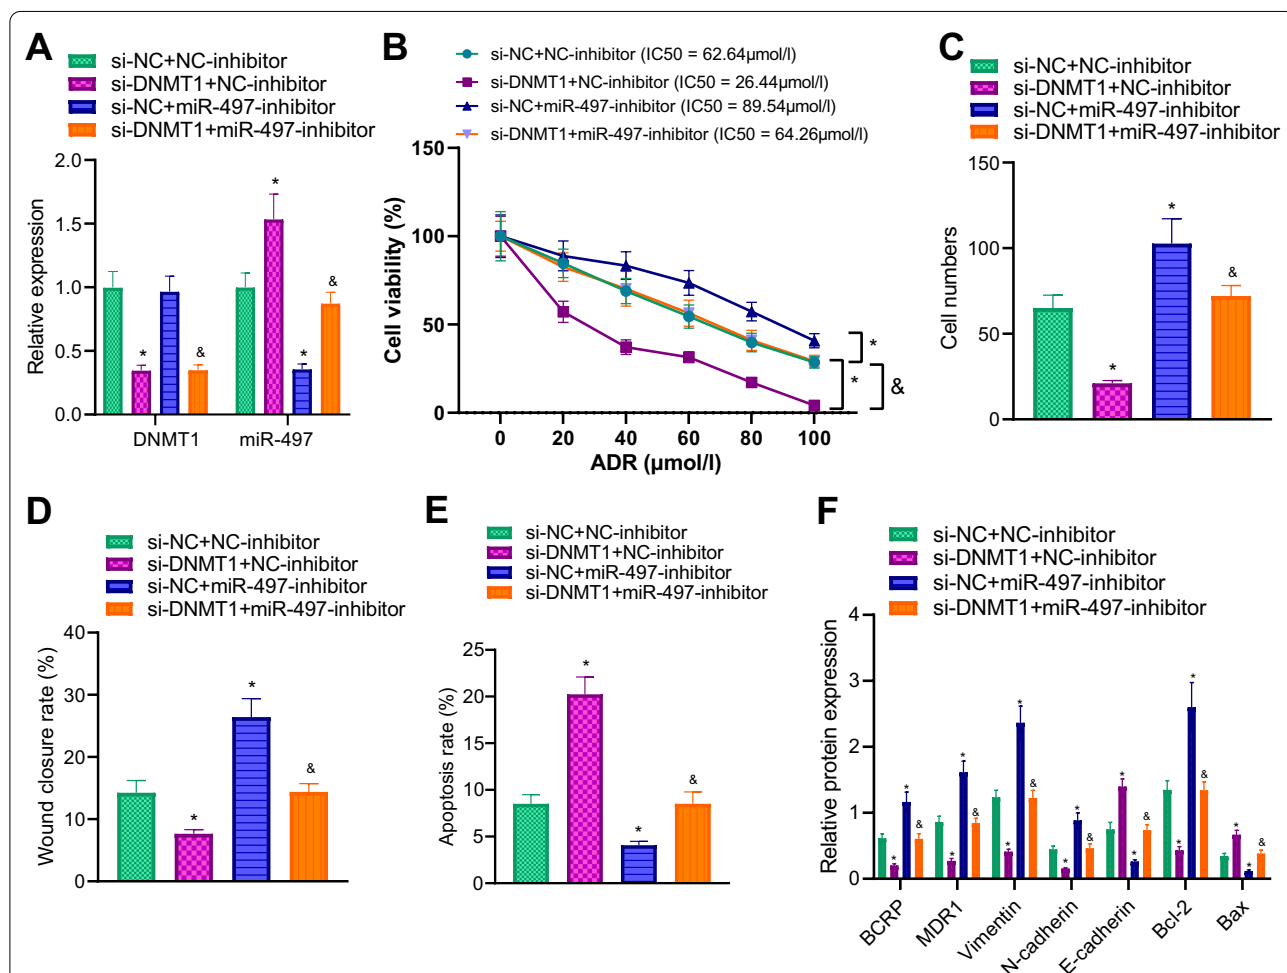 A
si-NC+NC-inhibitor
si-DNMT1+NC-inhibitor
si-NC+miR-497-inhibitor
si-DNMT1+miR-497-inhibitor
Relative expression
2.0
1.5
1.0
0.5
0.0
*
&
*
*
&
DNMT1
miR-497
B
si-NC+NC-inhibitor (IC50 = 62.64μmol/l)
si-DNMT1+NC-inhibitor (IC50 = 26.44μmol/l)
si-NC+miR-497-inhibitor (IC50 = 89.54μmol/l)
si-DNMT1+miR-497-inhibitor (IC50 = 64.26μmol/l)
Cell viability (%)
150
100
50
0
*
*
&
0 20 40 60 80 100
ADR (μmol/l)
C
si-NC+NC-inhibitor
si-DNMT1+NC-inhibitor
si-NC+miR-497-inhibitor
si-DNMT1+miR-497-inhibitor
Cell numbers
150
100
50
0
*
*
&
D
si-NC+NC-inhibitor
si-DNMT1+NC-inhibitor
si-NC+miR-497-inhibitor
si-DNMT1+miR-497-inhibitor
Wound closure rate (%)
40
30
20
10
0
*
*
&
E
si-NC+NC-inhibitor
si-DNMT1+NC-inhibitor
si-NC+miR-497-inhibitor
si-DNMT1+miR-497-inhibitor
Apoptosis rate (%)
25
20
15
10
5
0
*
*
&
F
si-NC+NC-inhibitor
si-DNMT1+NC-inhibitor
si-NC+miR-497-inhibitor
si-DNMT1+miR-497-inhibitor
Relative protein expression
4
3
2
1
0
* * &
* * &
* * &
* * &
* * &
* * &
* * &
BCRP
MDR1
Vimentin
N-cadherin
E-cadherin
Bcl-2
Bax